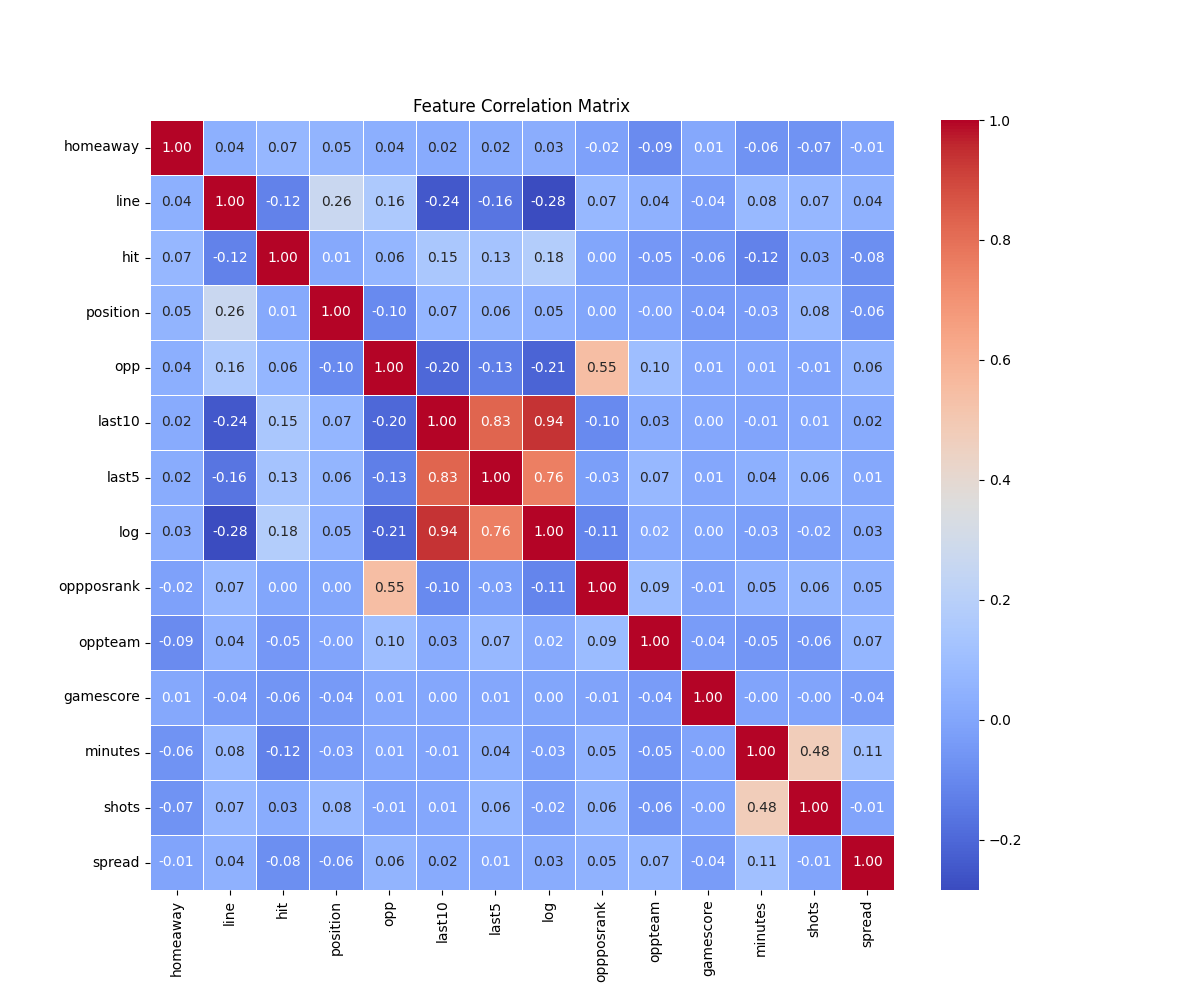 Feature Correlation Matrix
homeaway 1.00 0.04 0.07 0.05 0.04 0.02 0.02 0.03 -0.02 -0.09 0.01 -0.06 -0.07 -0.01 1.0
line 0.04 1.00 -0.12 0.26 0.16 -0.24 -0.16 -0.28 0.07 0.04 -0.04 0.08 0.07 0.04
hit 0.07 -0.12 1.00 0.01 0.06 0.15 0.13 0.18 0.00 -0.05 -0.06 -0.12 0.03 -0.08 0.8
position 0.05 0.26 0.01 1.00 -0.10 0.07 0.06 0.05 0.00 -0.00 -0.04 -0.03 0.08 -0.06
opp 0.04 0.16 0.06 -0.10 1.00 -0.20 -0.13 -0.21 0.55 0.10 0.01 0.01 -0.01 0.06 0.6
last10 0.02 -0.24 0.15 0.07 -0.20 1.00 0.83 0.94 -0.10 0.03 0.00 -0.01 0.01 0.02
last5 0.02 -0.16 0.13 0.06 -0.13 0.83 1.00 0.76 -0.03 0.07 0.01 0.04 0.06 0.01 0.4
log 0.03 -0.28 0.18 0.05 -0.21 0.94 0.76 1.00 -0.11 0.02 0.00 -0.03 -0.02 0.03
oppposrank -0.02 0.07 0.00 0.00 0.55 -0.10 -0.03 -0.11 1.00 0.09 -0.01 0.05 0.06 0.05 0.2
oppteam -0.09 0.04 -0.05 -0.00 0.10 0.03 0.07 0.02 0.09 1.00 -0.04 -0.05 -0.06 0.07
gamescore 0.01 -0.04 -0.06 -0.04 0.01 0.00 0.01 0.00 -0.01 -0.04 1.00 -0.00 -0.00 -0.04 0.0
minutes -0.06 0.08 -0.12 -0.03 0.01 -0.01 0.04 -0.03 0.05 -0.05 -0.00 1.00 0.48 0.11
shots -0.07 0.07 0.03 0.08 -0.01 0.01 0.06 -0.02 0.06 -0.06 -0.00 0.48 1.00 -0.01 −0.2
spread -0.01 0.04 -0.08 -0.06 0.06 0.02 0.01 0.03 0.05 0.07 -0.04 0.11 -0.01 1.00
homeaway line hit position opp last10 last5 log oppposrank oppteam gamescore minutes shots spread